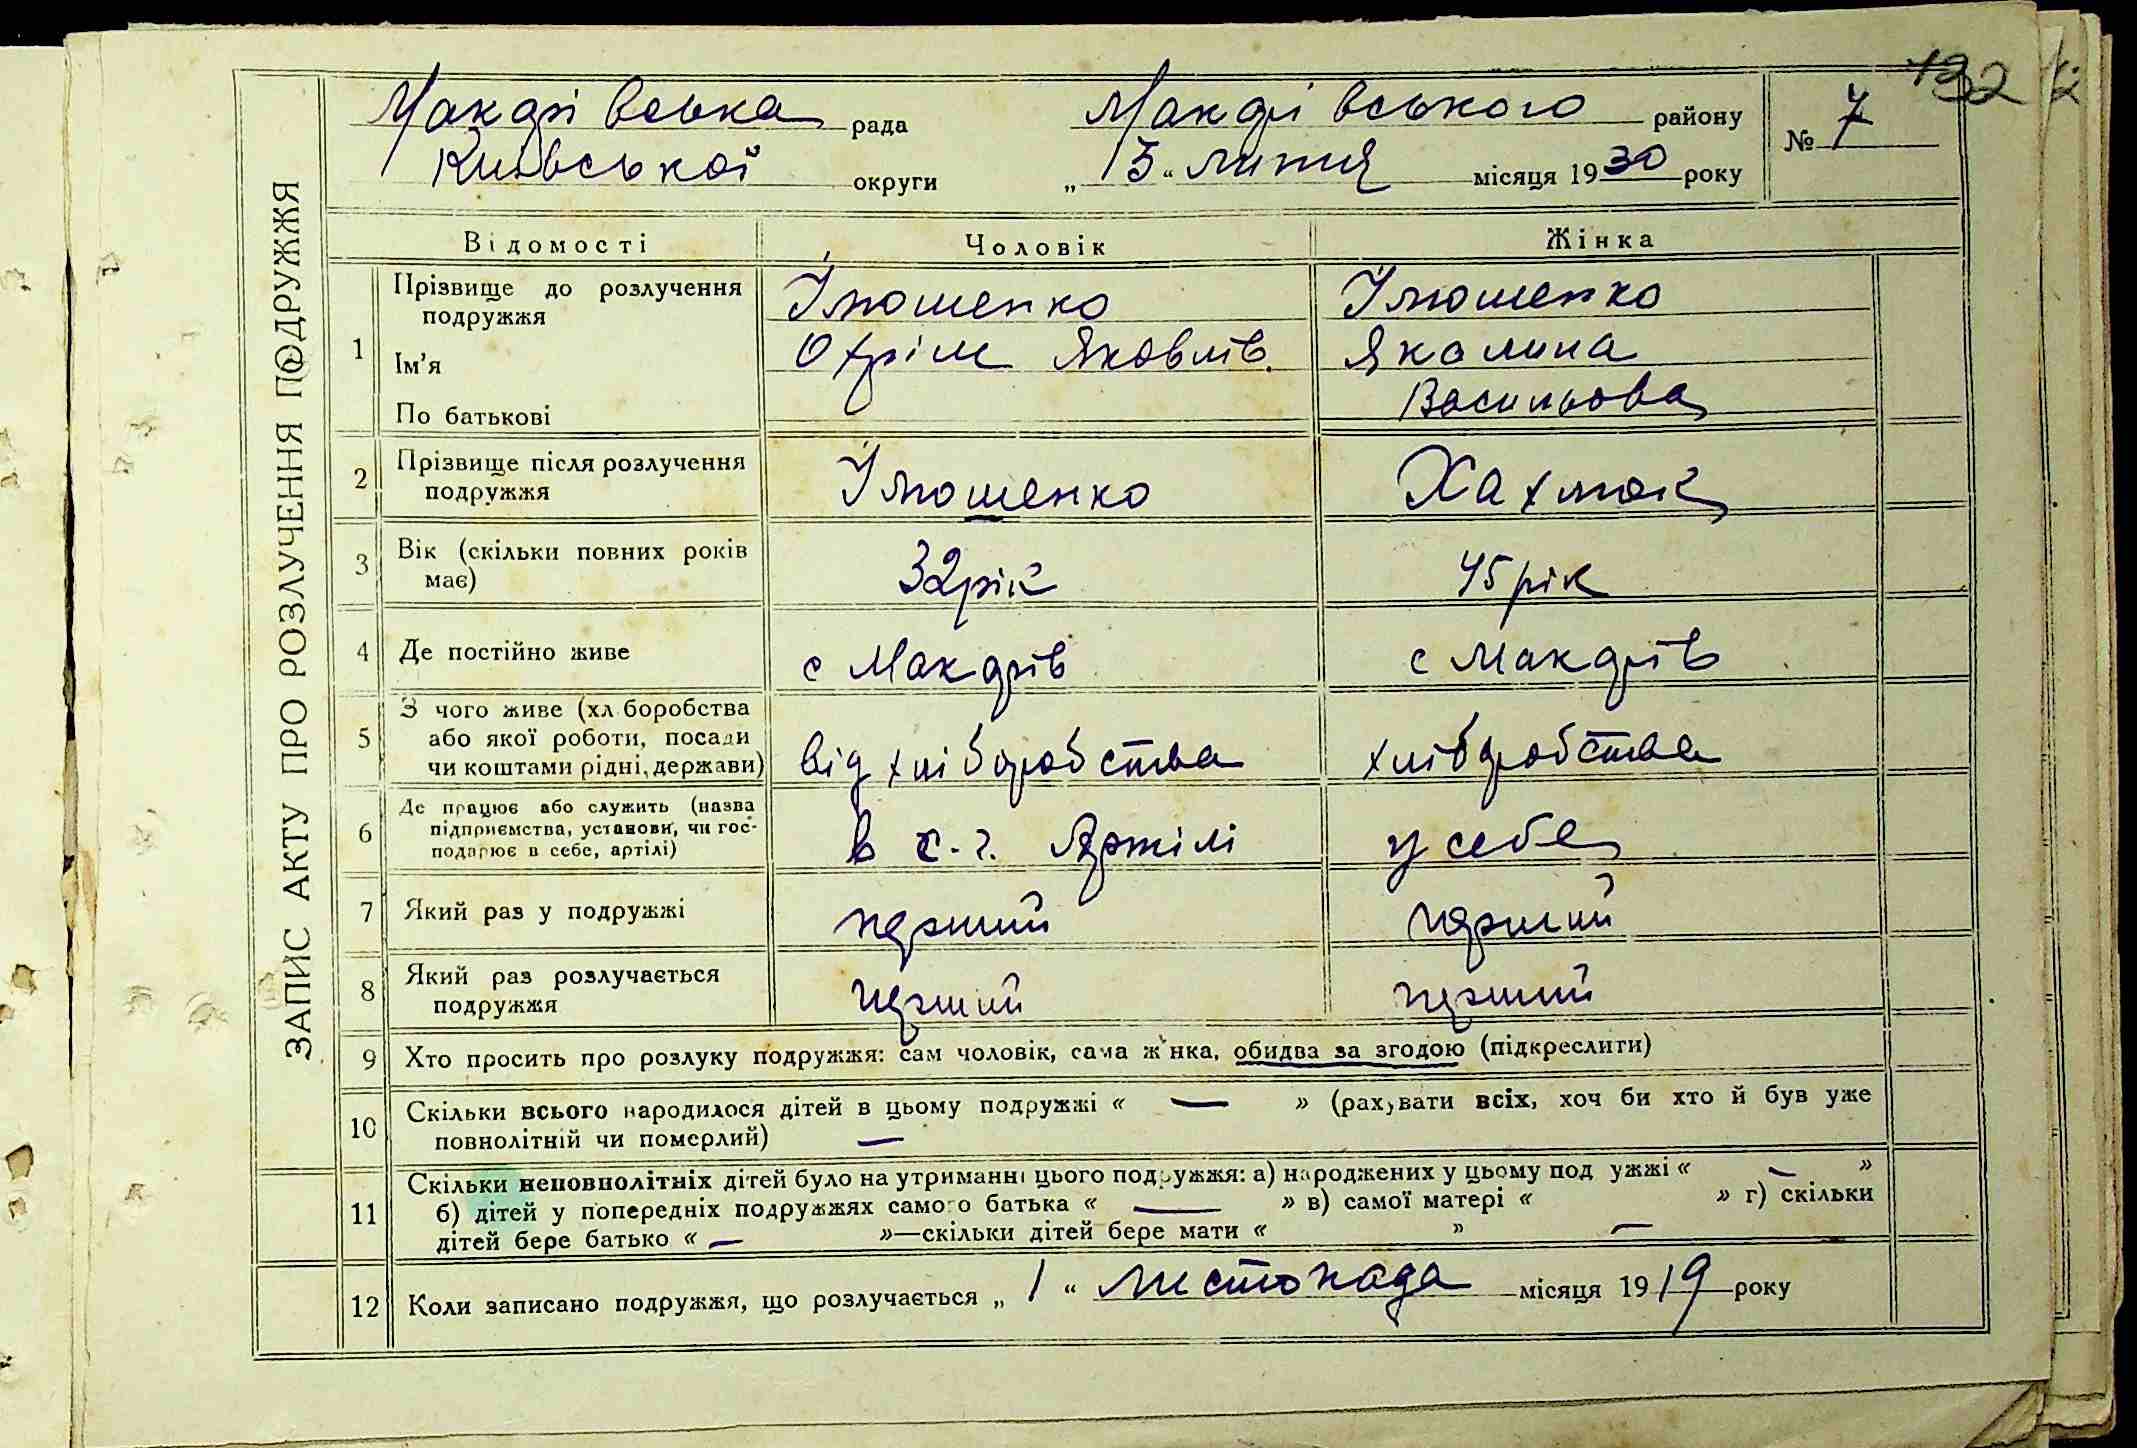 ЗАПИС АКТУ ПРО РОЗЛУЧЕННЯ ПОДРУЖЖЯ
132
Макарівська рада Макарівського району № 7
Київської округи „15“ липня місяця 1930 року
Відомості Чоловік Жінка
1 Прізвище до розлучення подружжя Ілюшенко Ілюшенко
Ім'я Охрім Яковлів. Якалина
По батькові Васильова
2 Прізвище після розлучення подружжя Ілюшенко Хахлюк
3 Вік (скільки повних років має) 32 рік 45 рік
4 Де постійно живе с Макарів с Макарів
5 З чого живе (хліборобства або якої роботи, посади чи коштами рідні, держави) від хліборобства хліборобства
6 Де працює або служить (назва підприємства, установи, чи господарює в себе, артілі) в с.-г. Артілі у себе
7 Який раз у подружжі перший перший
8 Який раз розлучається подружжя перший перший
9 Хто просить про розлуку подружжя: сам чоловік, сама жінка, обидва за згодою (підкреслити)
10 Скільки всього народилося дітей в цьому подружжі « — » (рахувати всіх, хоч би хто й був уже
повнолітній чи померлий) —
11 Скільки неповнолітніх дітей було на утриманні цього подружжя: а) народжених у цьому подружжі « — »
б) дітей у попередніх подружжях самого батька « — » в) самої матері « » г) скільки
дітей бере батько « — »—скільки дітей бере мати « » —
12 Коли записано подружжя, що розлучається „1“ листопада місяця 1919 року